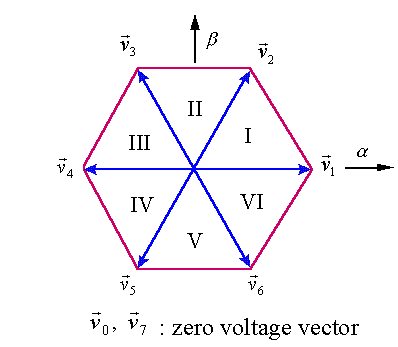 β
v⃗₃ v⃗₂
II
III I
α
v⃗₄ v⃗₁
IV VI
V
v⃗₅ v⃗₆
v⃗₀, v⃗₇ : zero voltage vector